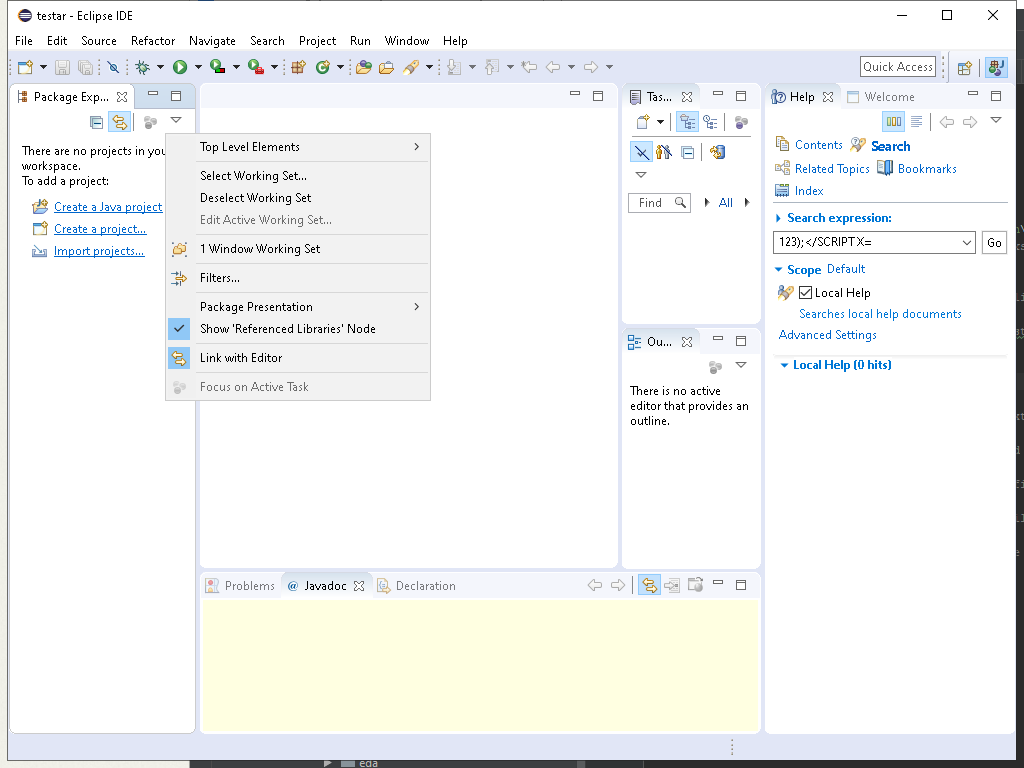 testar - Eclipse IDE
File Edit Source Refactor Navigate Search Project Run Window Help
Quick Access
Package Exp...
There are no projects in you
workspace.
To add a project:
Create a Java project
Create a project...
Import projects...
Top Level Elements
Select Working Set...
Deselect Working Set
Edit Active Working Set...
1 Window Working Set
Filters...
Package Presentation
Show 'Referenced Libraries' Node
Link with Editor
Focus on Active Task
Tas...
Find
All
Ou...
There is no active
editor that provides an
outline.
Help Welcome
Contents Search
Related Topics Bookmarks
Index
Search expression:
123);</SCRIPT X=
Go
Scope Default
Local Help
Searches local help documents
Advanced Settings
Local Help (0 hits)
Problems @ Javadoc Declaration
eda